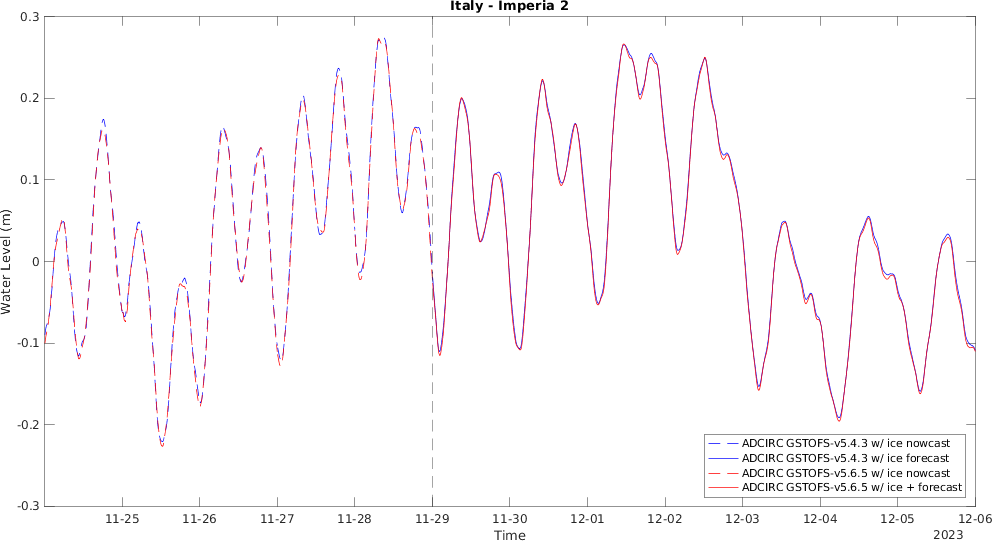 Italy - Imperia 2
Water Level (m)
0.3
0.2
0.1
0
-0.1
-0.2
-0.3
ADCIRC GSTOFS-v5.4.3 w/ ice nowcast
ADCIRC GSTOFS-v5.4.3 w/ ice forecast
ADCIRC GSTOFS-v5.6.5 w/ ice nowcast
ADCIRC GSTOFS-v5.6.5 w/ ice + forecast
11-25 11-26 11-27 11-28 11-29 11-30 12-01 12-02 12-03 12-04 12-05 12-06
Time
2023